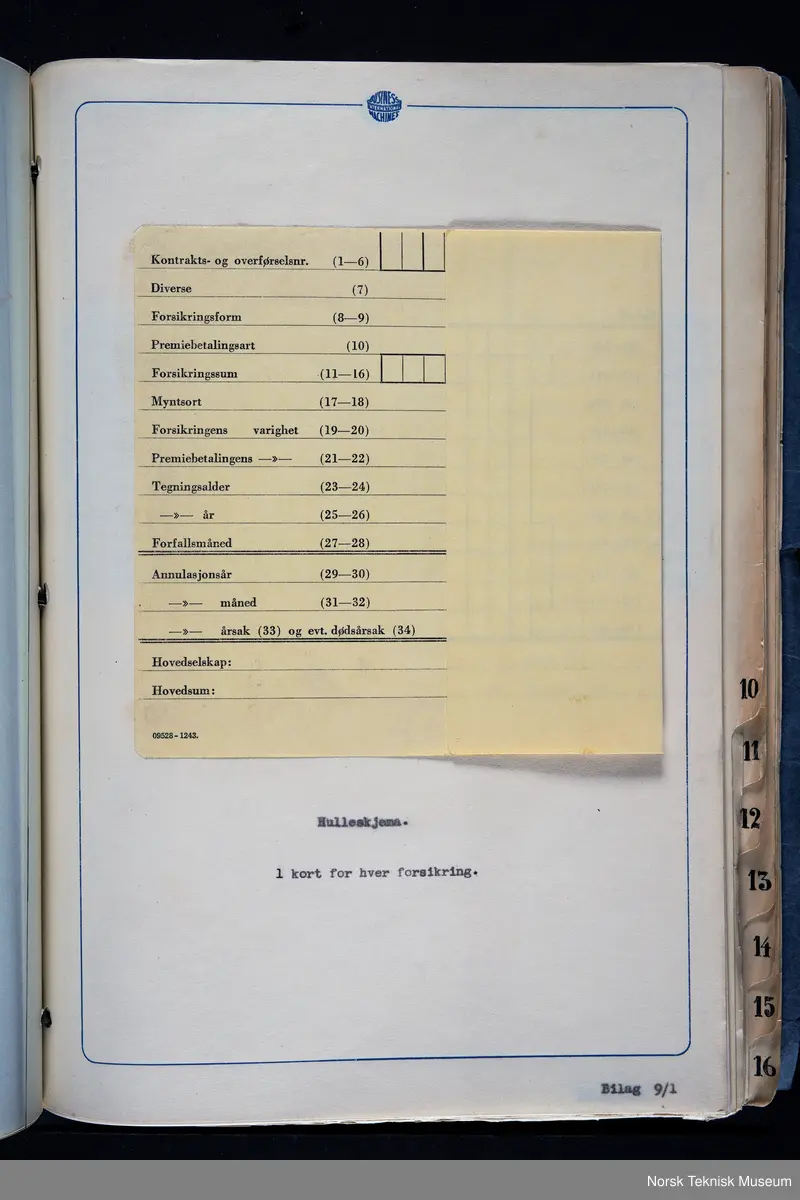 BUSINESS
INTERNATIONAL
MACHINES
Kontrakts- og overførselsnr. (1—6)
Diverse (7)
Forsikringsform (8—9)
Premiebetalingsart (10)
Forsikringssum (11—16)
Myntsort (17—18)
Forsikringens varighet (19—20)
Premiebetalingens —»— (21—22)
Tegningsalder (23—24)
—»— år (25—26)
Forfallsmåned (27—28)
Annulasjonsår (29—30)
—»— måned (31—32)
—»— årsak (33) og evt. dødsårsak (34)
Hovedselskap:
Hovedsum:
09528-1243.
Hulleskjema.
1 kort for hver forsikring.
Bilag 9/1
10
11
12
13
14
15
16
Norsk Teknisk Museum